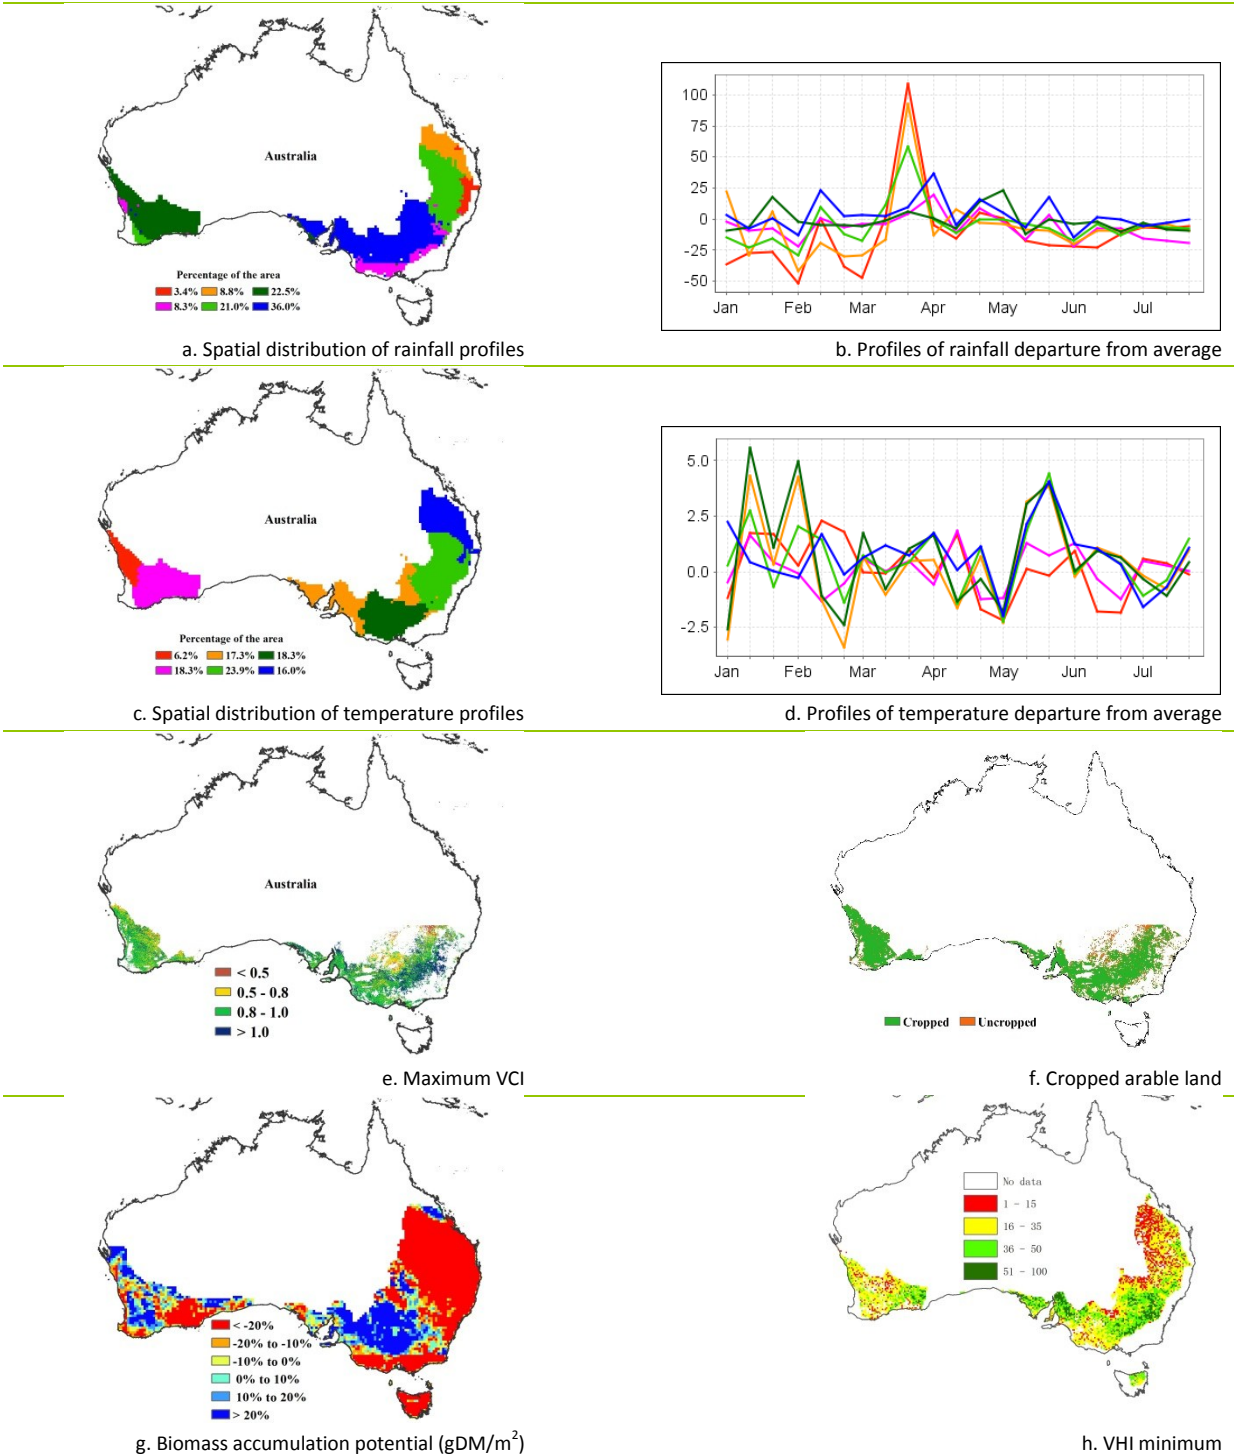 Australia
Percentage of the area
3.4% 8.8% 22.5%
8.3% 21.0% 36.0%
a. Spatial distribution of rainfall profiles
100
75
50
25
0
-25
-50
Jan Feb Mar Apr May Jun Jul
b. Profiles of rainfall departure from average
Australia
Percentage of the area
6.2% 17.3% 18.3%
18.3% 23.9% 16.0%
c. Spatial distribution of temperature profiles
5.0
2.5
0.0
-2.5
Jan Feb Mar Apr May Jun Jul
d. Profiles of temperature departure from average
Australia
< 0.5
0.5 - 0.8
0.8 - 1.0
> 1.0
e. Maximum VCI
Cropped Uncropped
f. Cropped arable land
< -20%
-20% to -10%
-10% to 0%
0% to 10%
10% to 20%
> 20%
g. Biomass accumulation potential (gDM/m²)
No data
1 - 15
16 - 35
36 - 50
51 - 100
h. VHI minimum